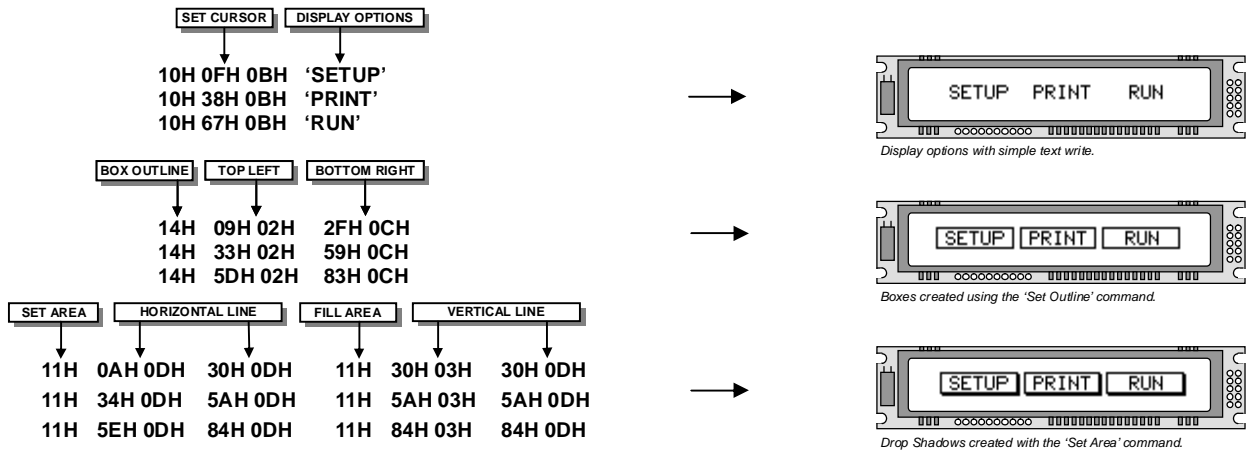 SET CURSOR DISPLAY OPTIONS
10H 0FH 0BH ‘SETUP’
10H 38H 0BH ‘PRINT’
10H 67H 0BH ‘RUN’
SETUP PRINT RUN
Display options with simple text write.
BOX OUTLINE TOP LEFT BOTTOM RIGHT
14H 09H 02H 2FH 0CH
14H 33H 02H 59H 0CH
14H 5DH 02H 83H 0CH
SETUP PRINT RUN
Boxes created using the ‘Set Outline’ command.
SET AREA HORIZONTAL LINE FILL AREA VERTICAL LINE
11H 0AH 0DH 30H 0DH 11H 30H 03H 30H 0DH
11H 34H 0DH 5AH 0DH 11H 5AH 03H 5AH 0DH
11H 5EH 0DH 84H 0DH 11H 84H 03H 84H 0DH
SETUP PRINT RUN
Drop Shadows created with the ‘Set Area’ command.